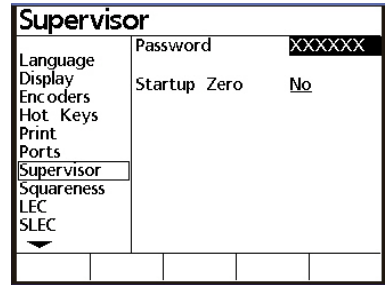 Supervisor
Language
Display
Encoders
Hot Keys
Print
Ports
Supervisor
Squareness
LEC
SLEC
Password XXXXXX
Startup Zero No